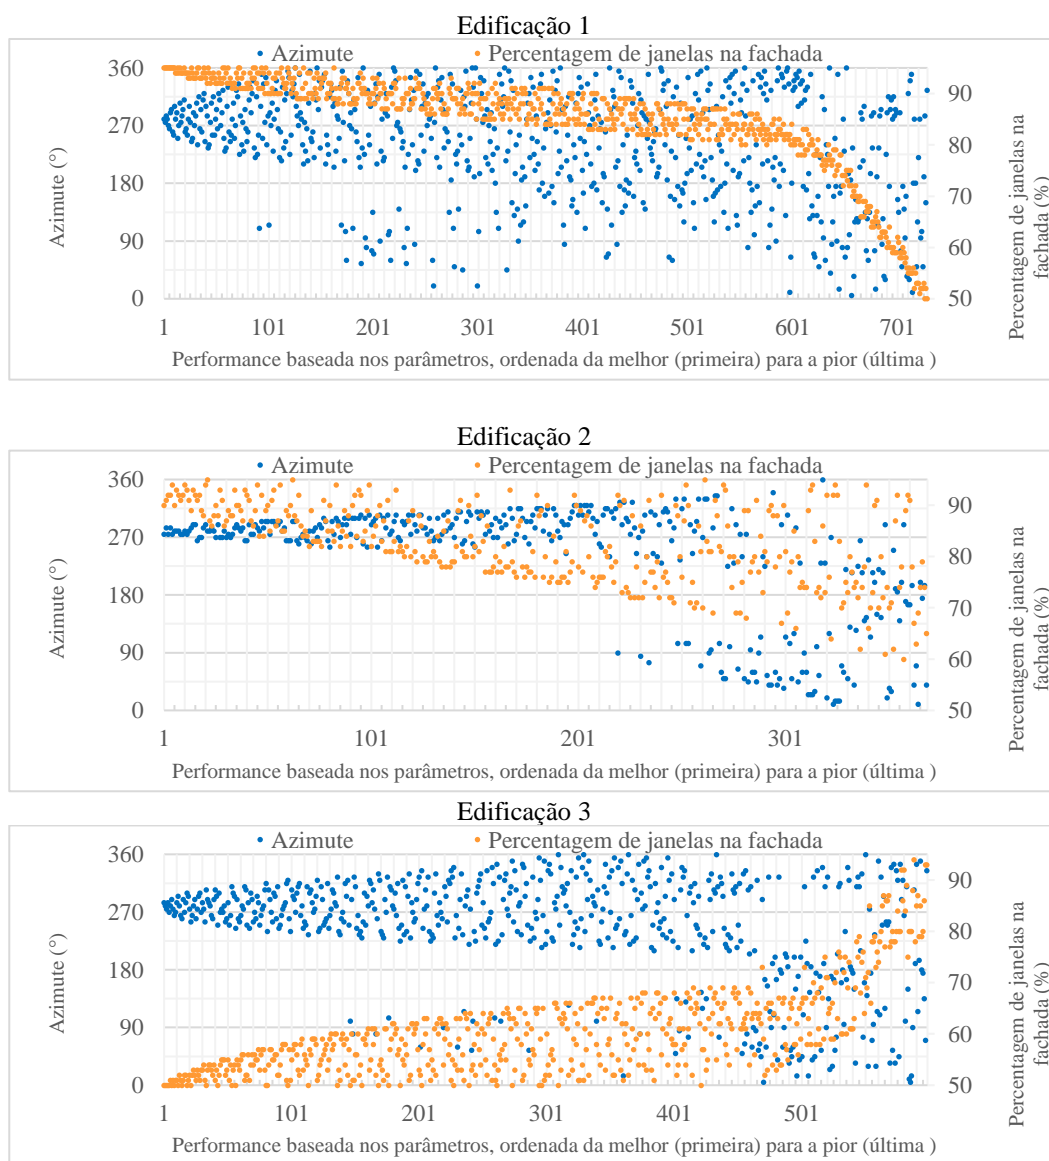 Edificação 1
Azimute Percentagem de janelas na fachada
360
270
180
90
0
90
80
70
60
50
Azimute (°)
Percentagem de janelas na
fachada (%)
1 101 201 301 401 501 601 701
Performance baseada nos parâmetros, ordenada da melhor (primeira) para a pior (última )
Edificação 2
Azimute Percentagem de janelas na fachada
360
270
180
90
0
90
80
70
60
50
Azimute (°)
Percentagem de janelas na
fachada (%)
1 101 201 301
Performance baseada nos parâmetros, ordenada da melhor (primeira) para a pior (última )
Edificação 3
Azimute Percentagem de janelas na fachada
360
270
180
90
0
90
80
70
60
50
Azimute (°)
Percentagem de janelas na
fachada (%)
1 101 201 301 401 501
Performance baseada nos parâmetros, ordenada da melhor (primeira) para a pior (última )